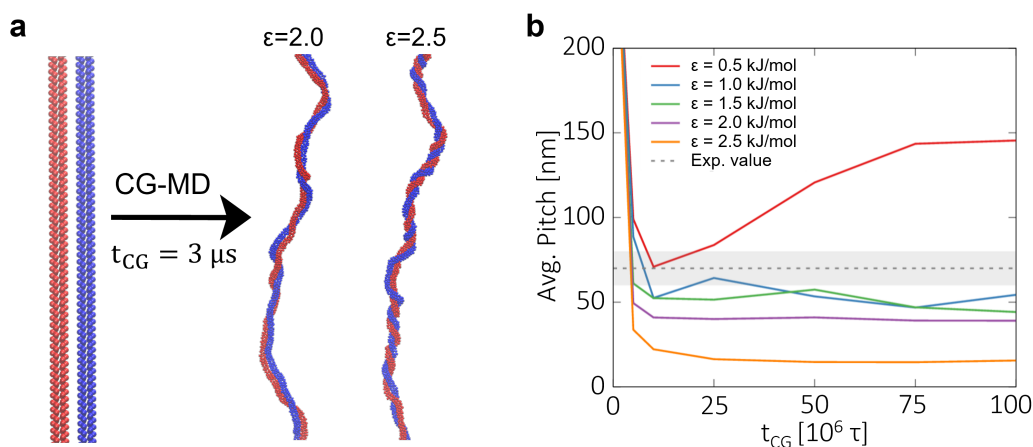 a
ε=2.0
ε=2.5
CG-MD
t_CG = 3 μs
b
200
150
100
50
0
Avg. Pitch [nm]
ε = 0.5 kJ/mol
ε = 1.0 kJ/mol
ε = 1.5 kJ/mol
ε = 2.0 kJ/mol
ε = 2.5 kJ/mol
Exp. value
0 25 50 75 100
t_CG [10⁶ τ]